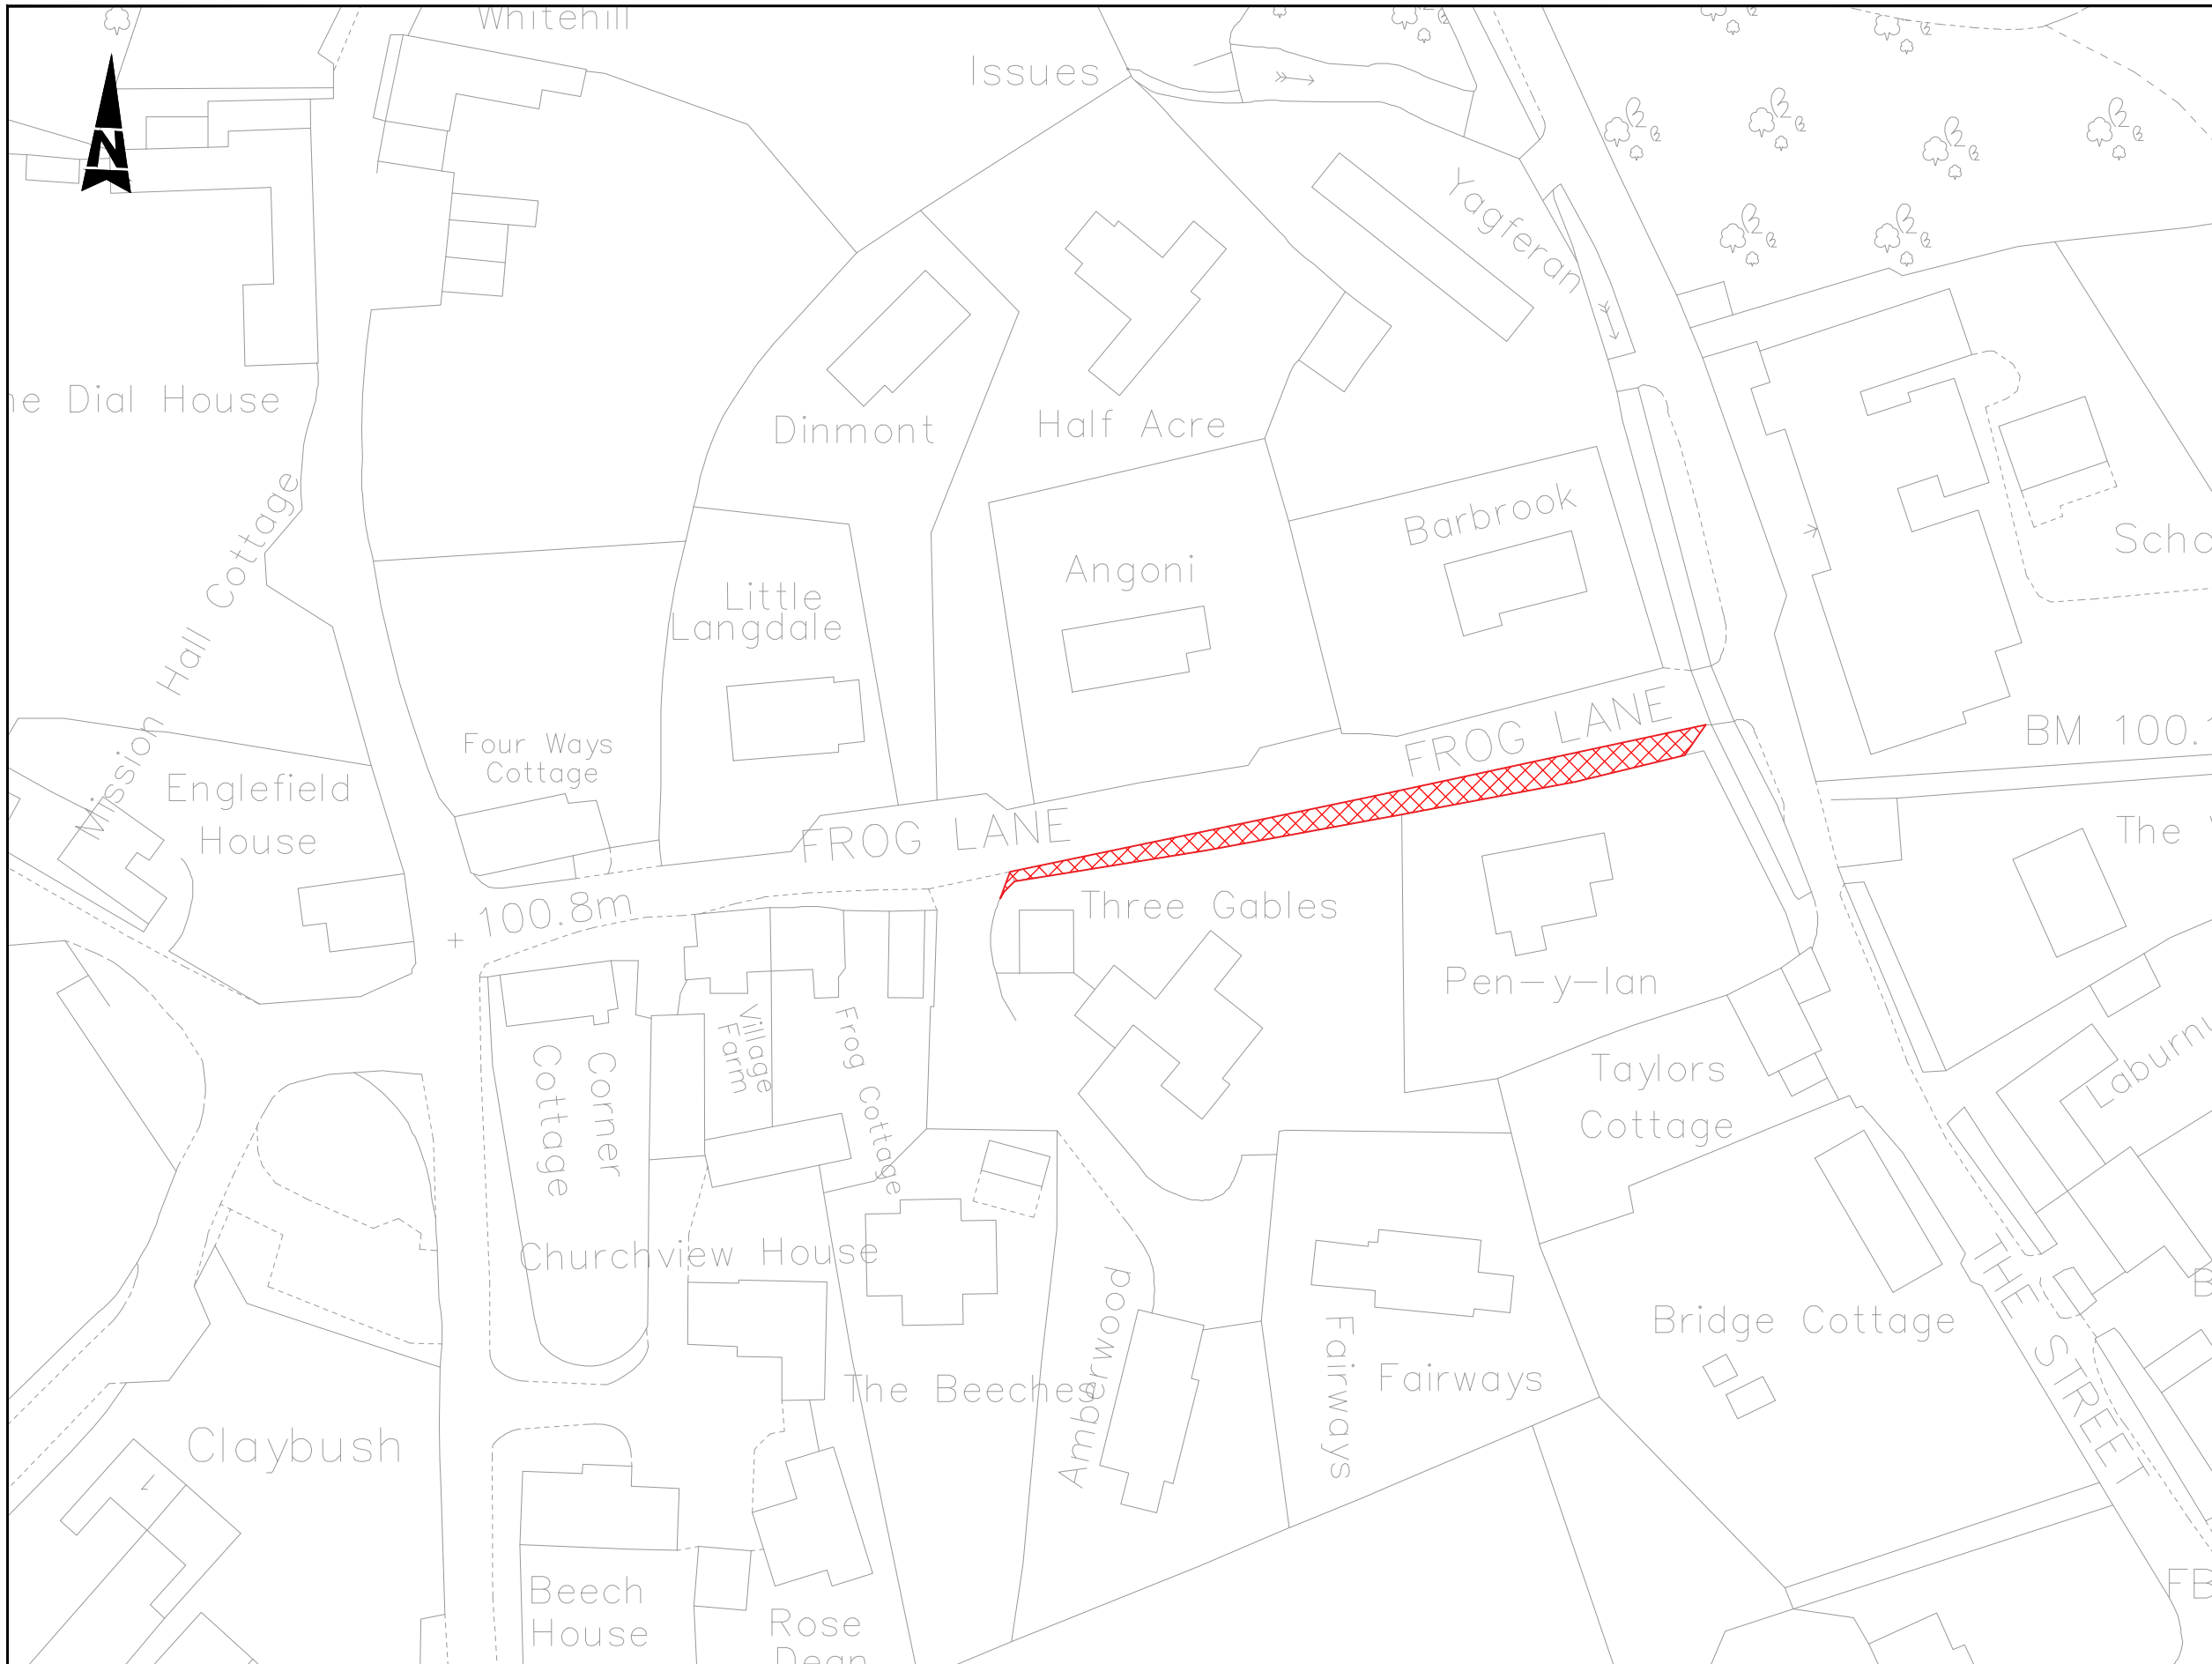 Whitehill
Issues
N
Yagferan
Dial House
Dinmont
Half Acre
Mission Hall Cottage
Barbrook
Angoni
Little
Langdale
FROG LANE
BM 100.
Four Ways
Cottage
Englefield
House
FROG LANE
The
100.8m
Three Gables
Pen-y-lan
Village
Farm
Frog Cottage
Corner
Cottage
Taylors
Cottage
Churchview House
THE STREET
Bridge Cottage
Amberwood
Fairways
Fairways
The Beeches
Claybush
Beech
House
Rose
Dean
FB